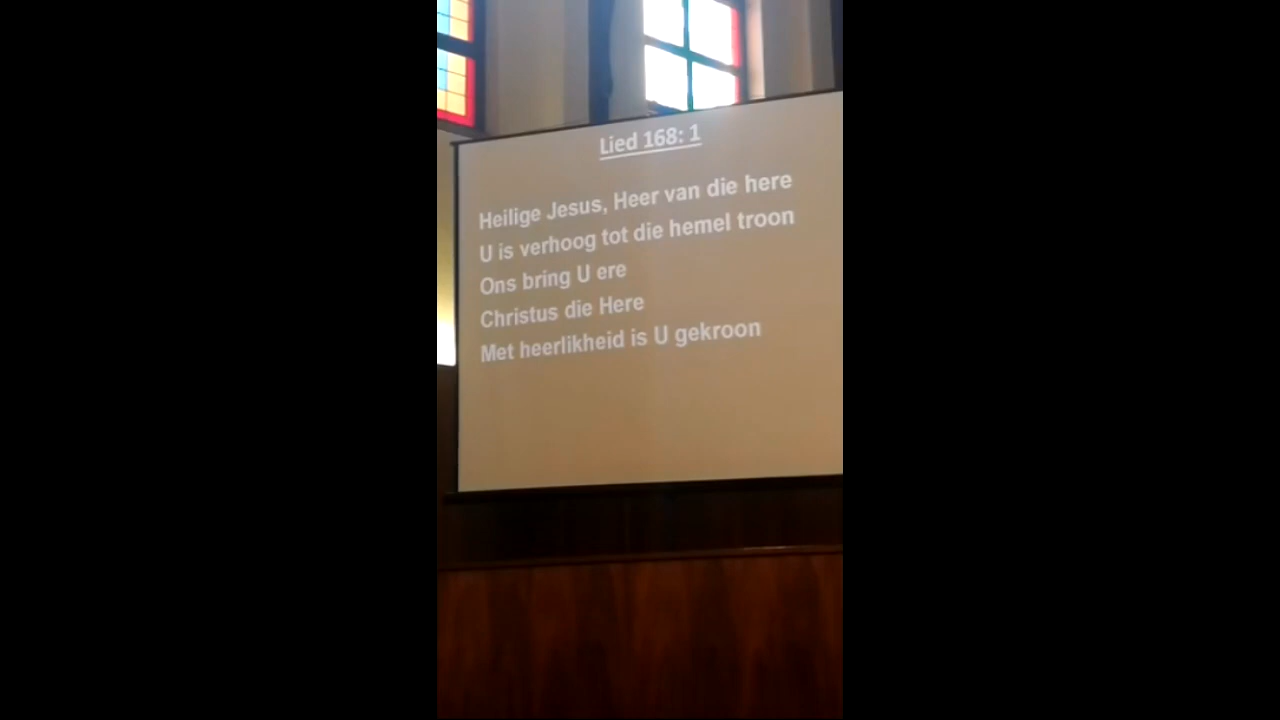 Lied 168: 1
Heilige Jesus, Heer van die here
U is verhoog tot die hemel troon
Ons bring U ere
Christus die Here
Met heerlikheid is U gekroon